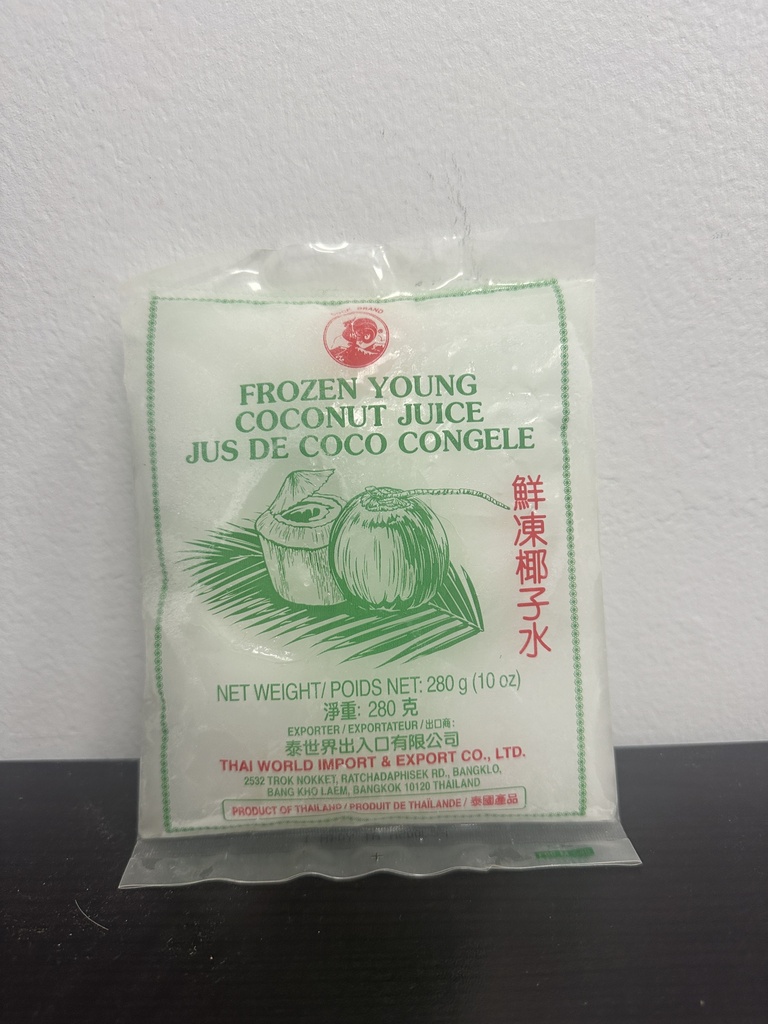 BRAND
FROZEN YOUNG
COCONUT JUICE
JUS DE COCO CONGELE
鮮凍椰子水
NET WEIGHT/ POIDS NET: 280 g (10 oz)
淨重: 280 克
EXPORTER / EXPORTATEUR / 出口商:
泰世界出入口有限公司
THAI WORLD IMPORT & EXPORT CO., LTD.
2532 TROK NOKKET, RATCHADAPHISEK RD., BANGKLO,
BANG KHO LAEM, BANGKOK 10120 THAILAND
PRODUCT OF THAILAND / PRODUIT DE THAÏLANDE / 泰國產品